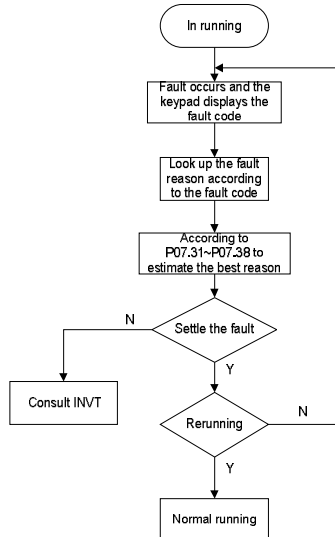 In running
Fault occurs and the
keypad displays the
fault code
Look up the fault
reason according
to the fault code
According to
P07.31~P07.38 to
estimate the best reason
N
Settle the fault
Y
Consult INVT
Rerunning
N
Y
Normal running